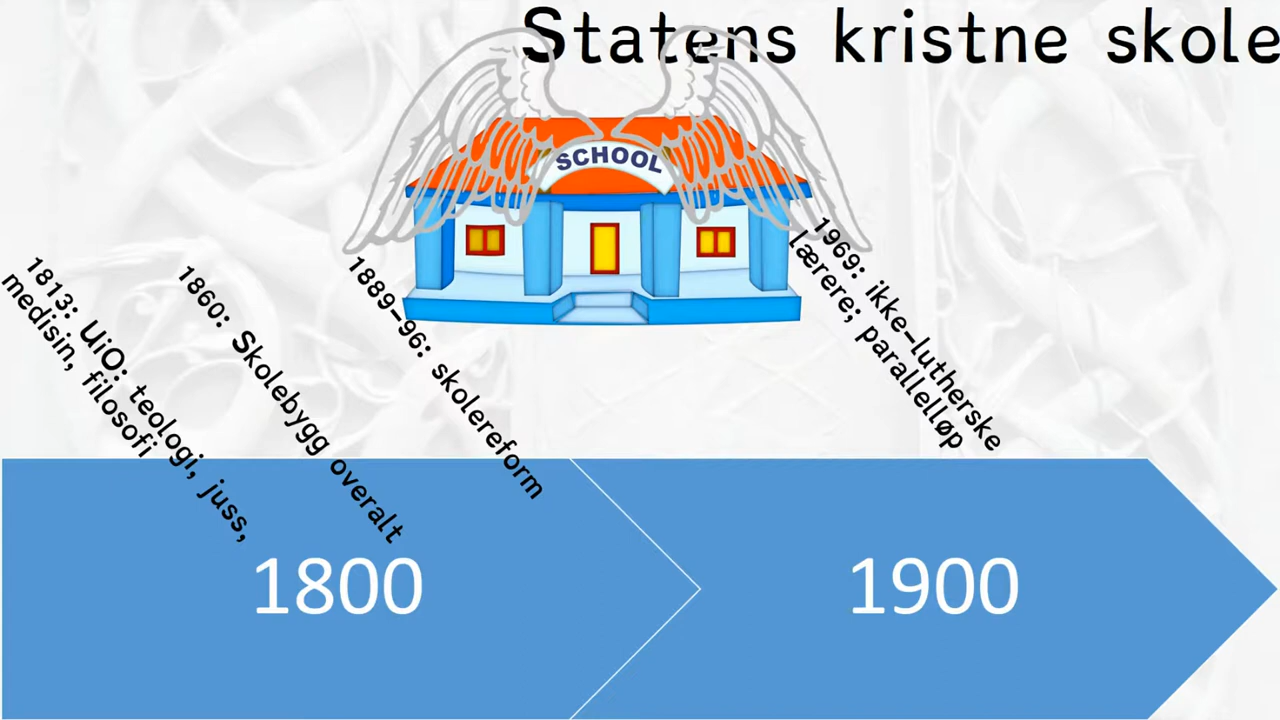 Statens kristne skole
SCHOOL
1813: UiO: teologi, juss,
medisin, filosofi
1860: Skolebygg overalt
1889-96: skolereform
1969: ikke-lutherske
lærere; parallelløp
1800
1900